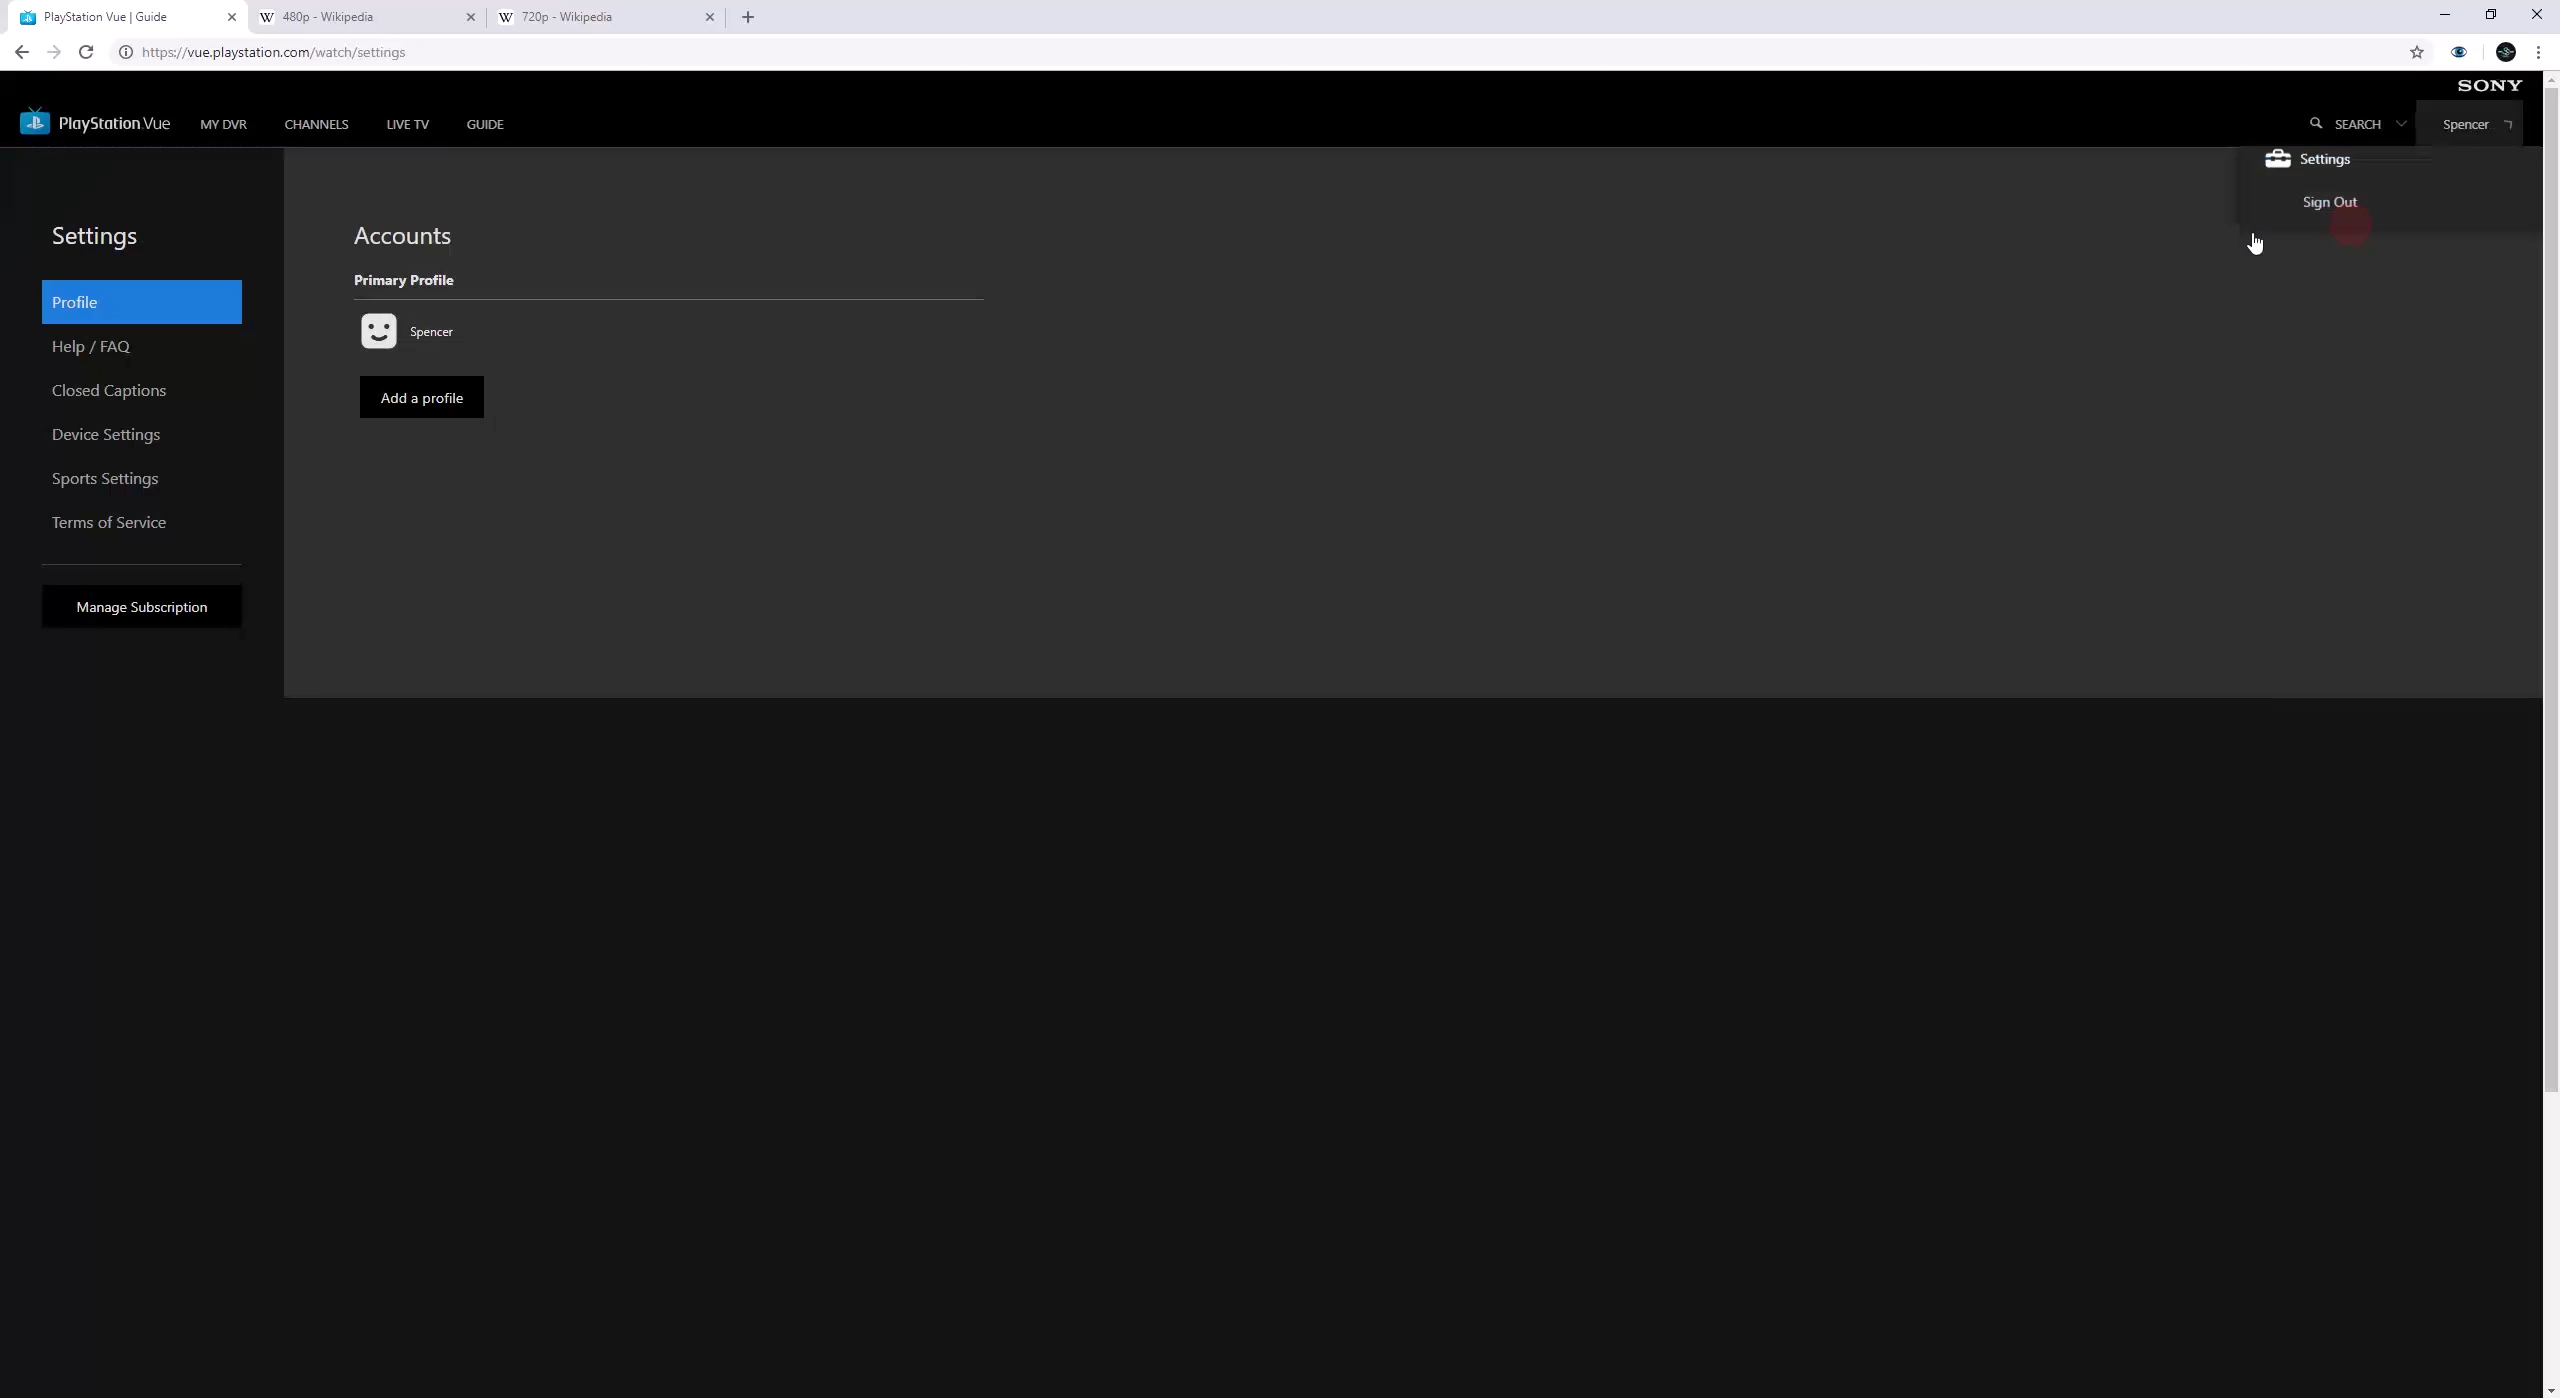 PlayStation Vue | Guide
480p - Wikipedia
720p - Wikipedia
https://vue.playstation.com/watch/settings
SONY
PlayStation Vue MY DVR CHANNELS LIVE TV GUIDE SEARCH Spencer
Settings
Sign Out
Settings
Profile
Help / FAQ
Closed Captions
Device Settings
Sports Settings
Terms of Service
Manage Subscription
Accounts
Primary Profile
Spencer
Add a profile